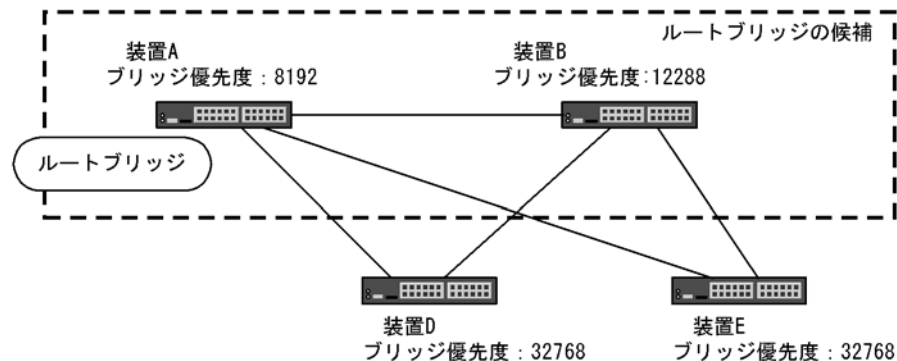 ルートブリッジの候補
装置A
ブリッジ優先度：8192
装置B
ブリッジ優先度:12288
ルートブリッジ
装置D
ブリッジ優先度：32768
装置E
ブリッジ優先度：32768